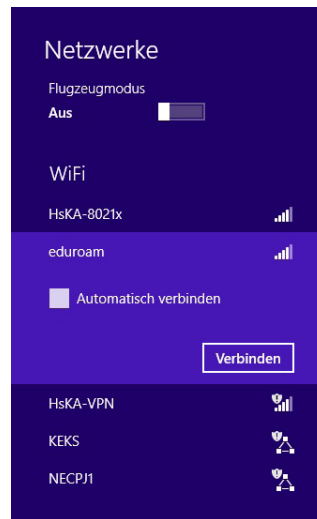 Netzwerke
Flugzeugmodus
Aus
WiFi
HsKA-8021x
eduroam
Automatisch verbinden
Verbinden
HsKA-VPN
KEKS
NECPJ1